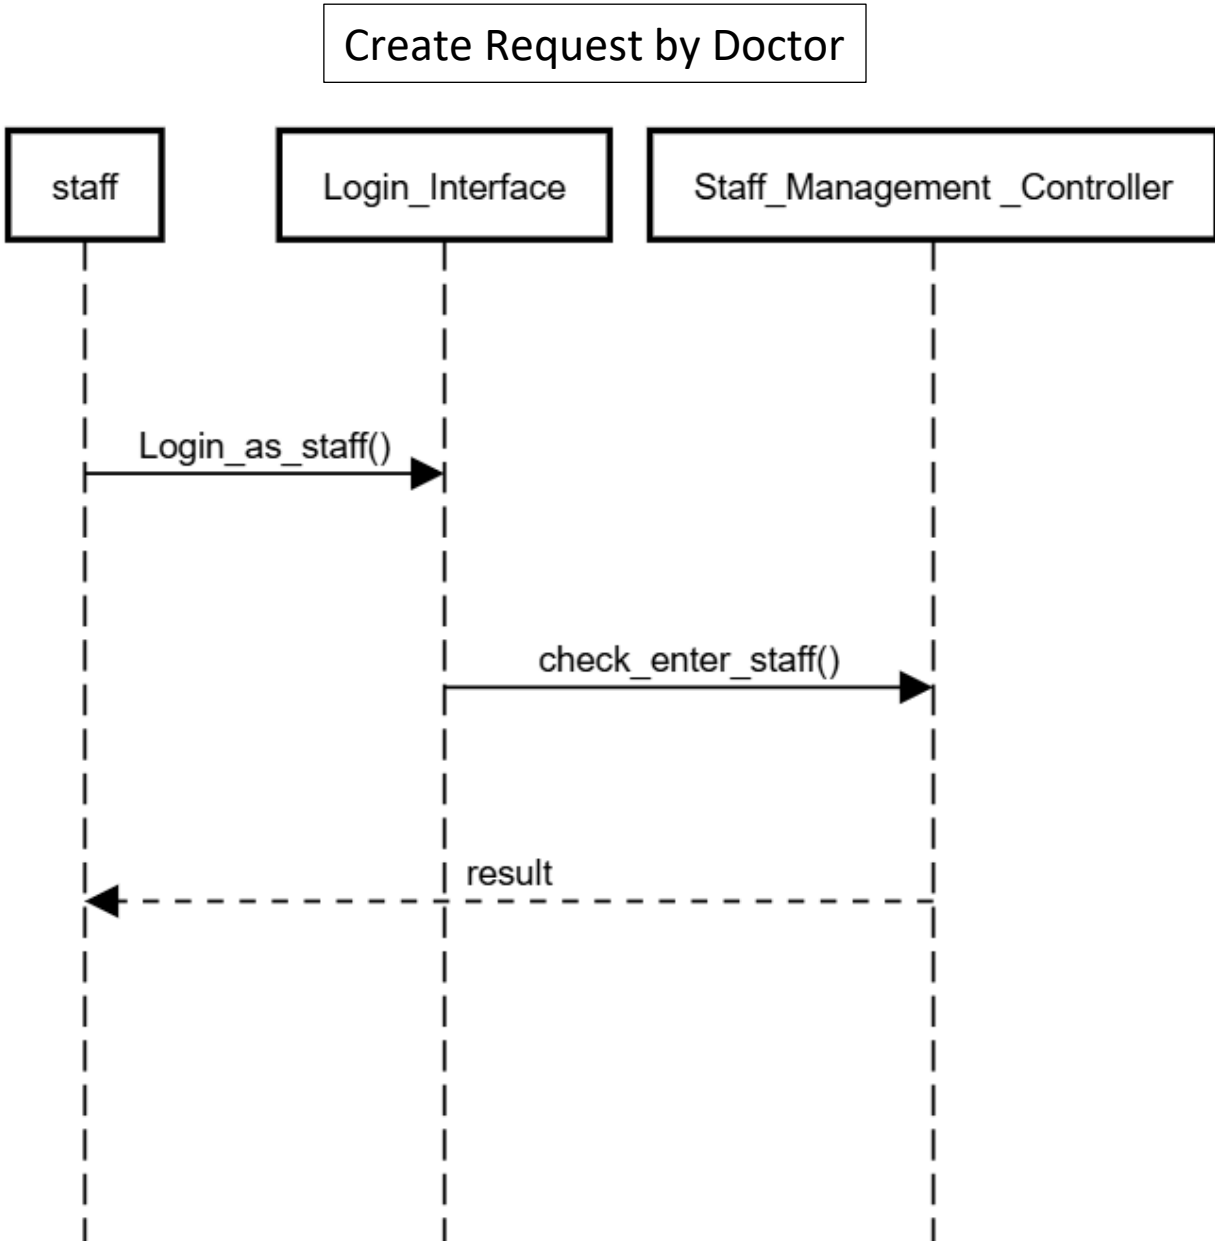 Create Request by Doctor
staff
Login_Interface
Staff_Management _Controller
Login_as_staff()
check_enter_staff()
result